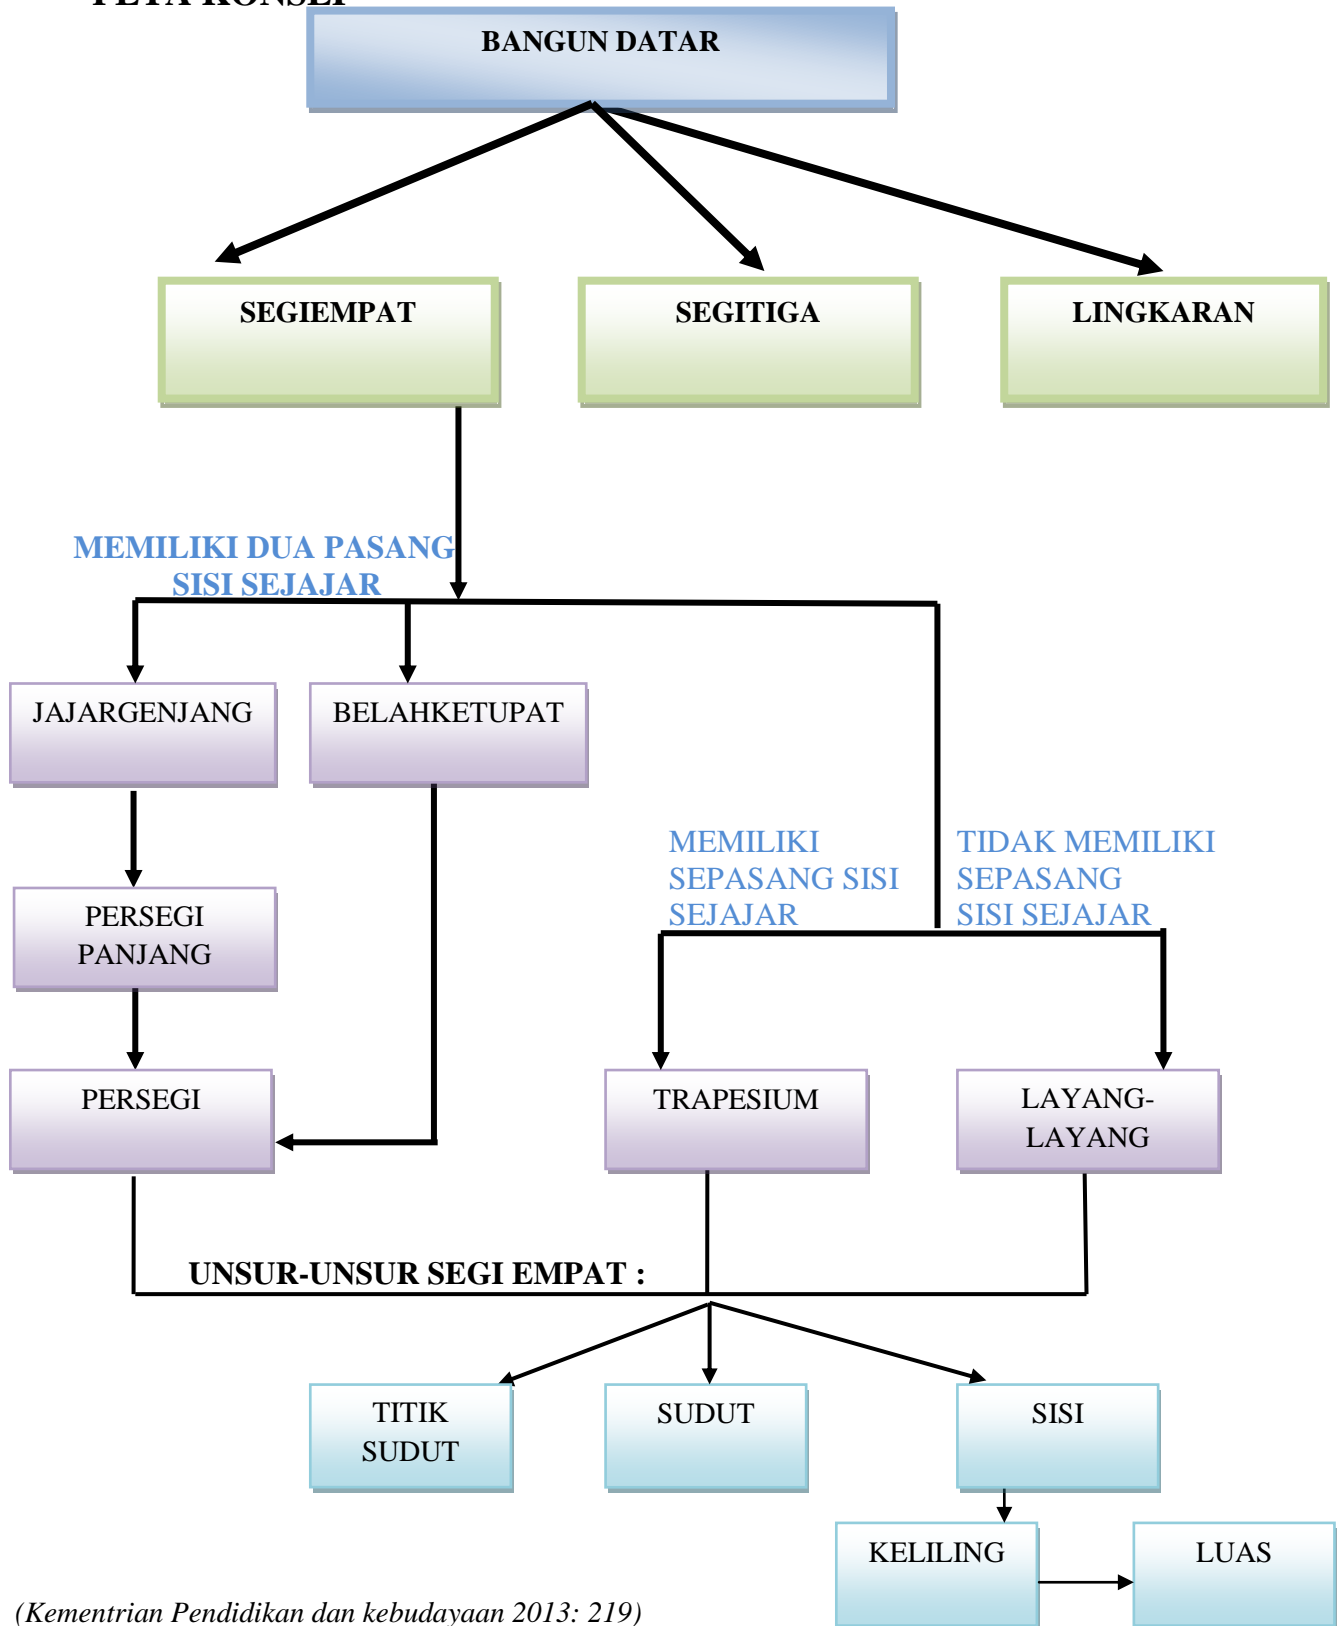 PETA KONSEP
BANGUN DATAR
SEGIEMPAT
SEGITIGA
LINGKARAN
MEMILIKI DUA PASANG
SISI SEJAJAR
JAJARGENJANG
BELAHKETUPAT
MEMILIKI
SEPASANG SISI
SEJAJAR
TIDAK MEMILIKI
SEPASANG
SISI SEJAJAR
PERSEGI
PANJANG
PERSEGI
TRAPESIUM
LAYANG-
LAYANG
UNSUR-UNSUR SEGI EMPAT :
TITIK
SUDUT
SUDUT
SISI
KELILING
LUAS
(Kementrian Pendidikan dan kebudayaan 2013: 219)